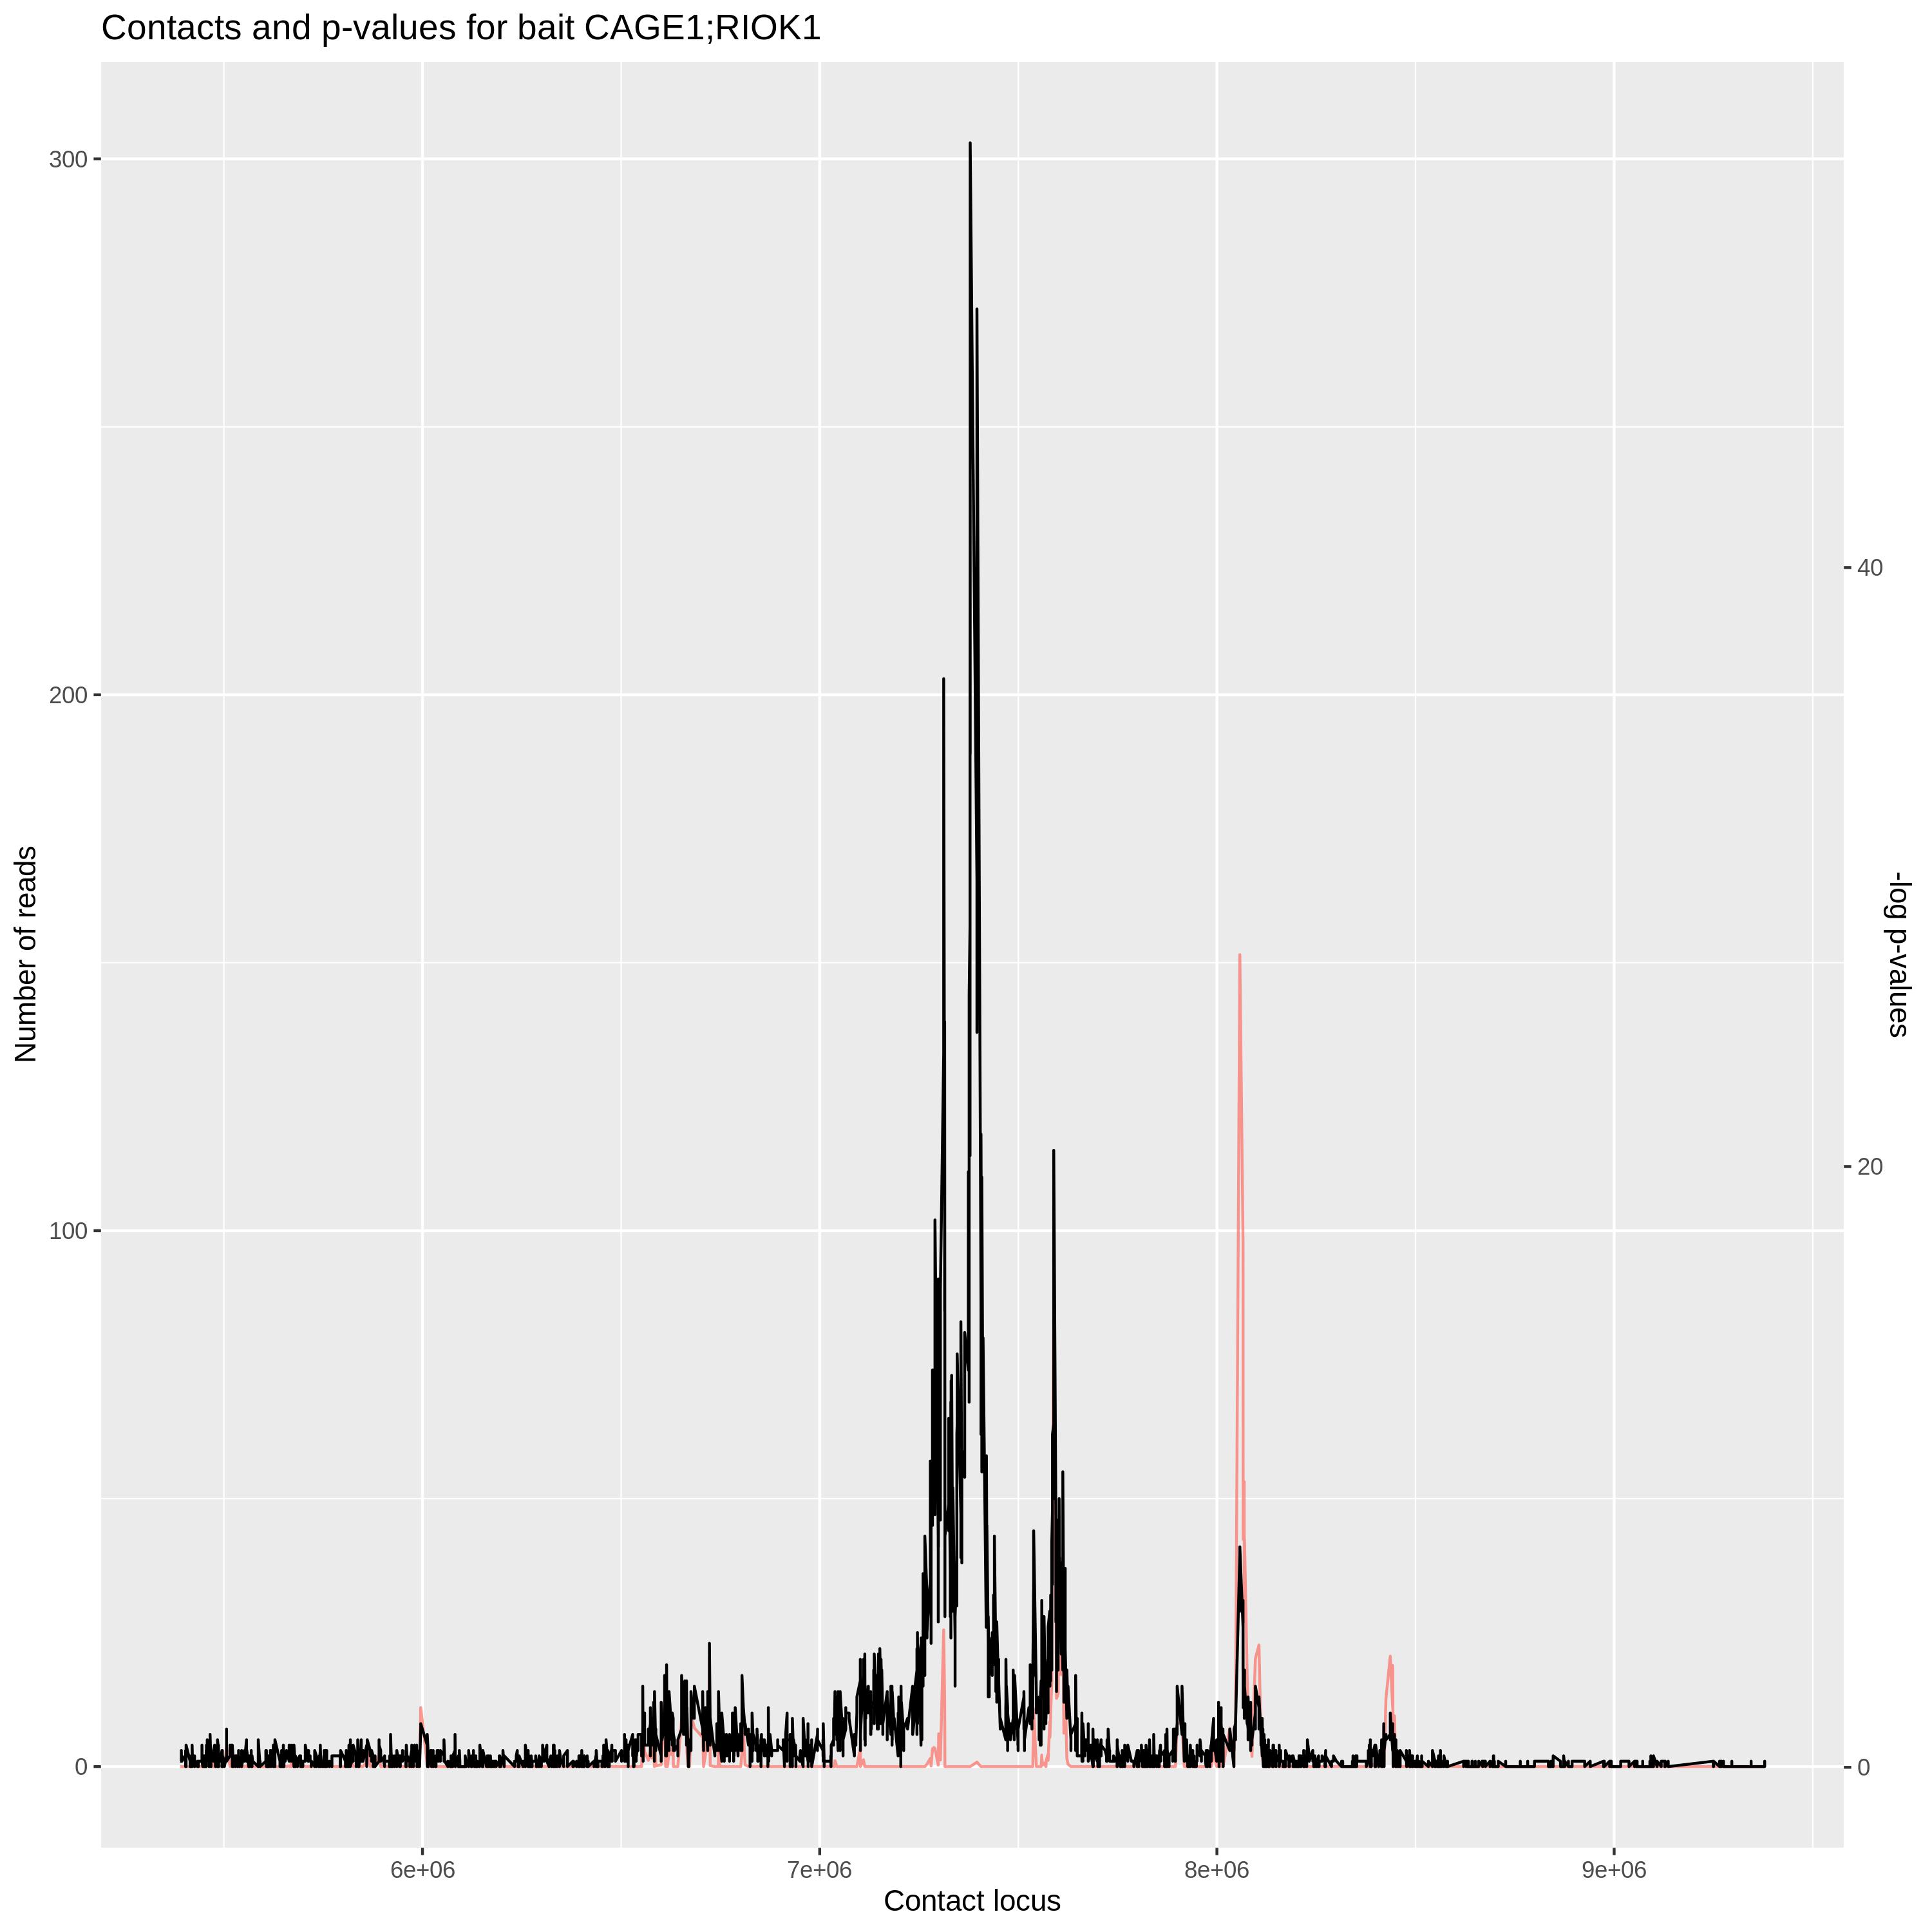 Contacts and p-values for bait CAGE1;RIOK1
Number of reads
300
200
100
0
40
20
0
-log p-values
6e+06
7e+06
8e+06
9e+06
Contact locus